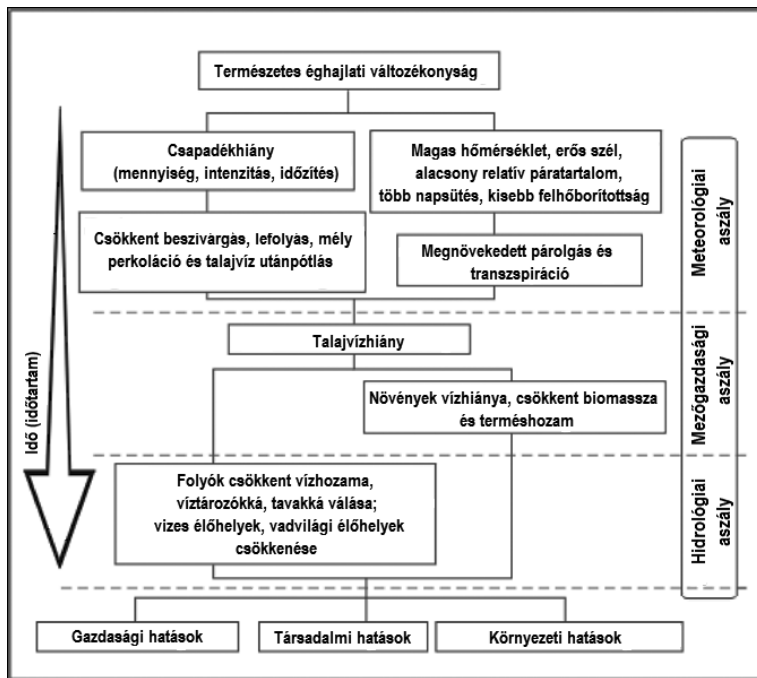 Természetes éghajlati változékonyság
Csapadékhiány
(mennyiség, intenzitás, időzítés)
Magas hőmérséklet, erős szél,
alacsony relatív páratartalom,
több napsütés, kisebb felhőborítottság
Csökkent beszivárgás, lefolyás, mély
perkoláció és talajvíz utánpótlás
Megnövekedett párolgás és
transzspiráció
Meteorológiai
aszály
Talajvízhiány
Növények vízhiánya, csökkent biomassza
és terméshozam
Mezőgazdasági
aszály
Idő (időtartam)
Folyók csökkent vízhozama,
víztározókká, tavakká válása;
vizes élőhelyek, vadvilági élőhelyek
csökkenése
Hidrológiai
aszály
Gazdasági hatások
Társadalmi hatások
Környezeti hatások